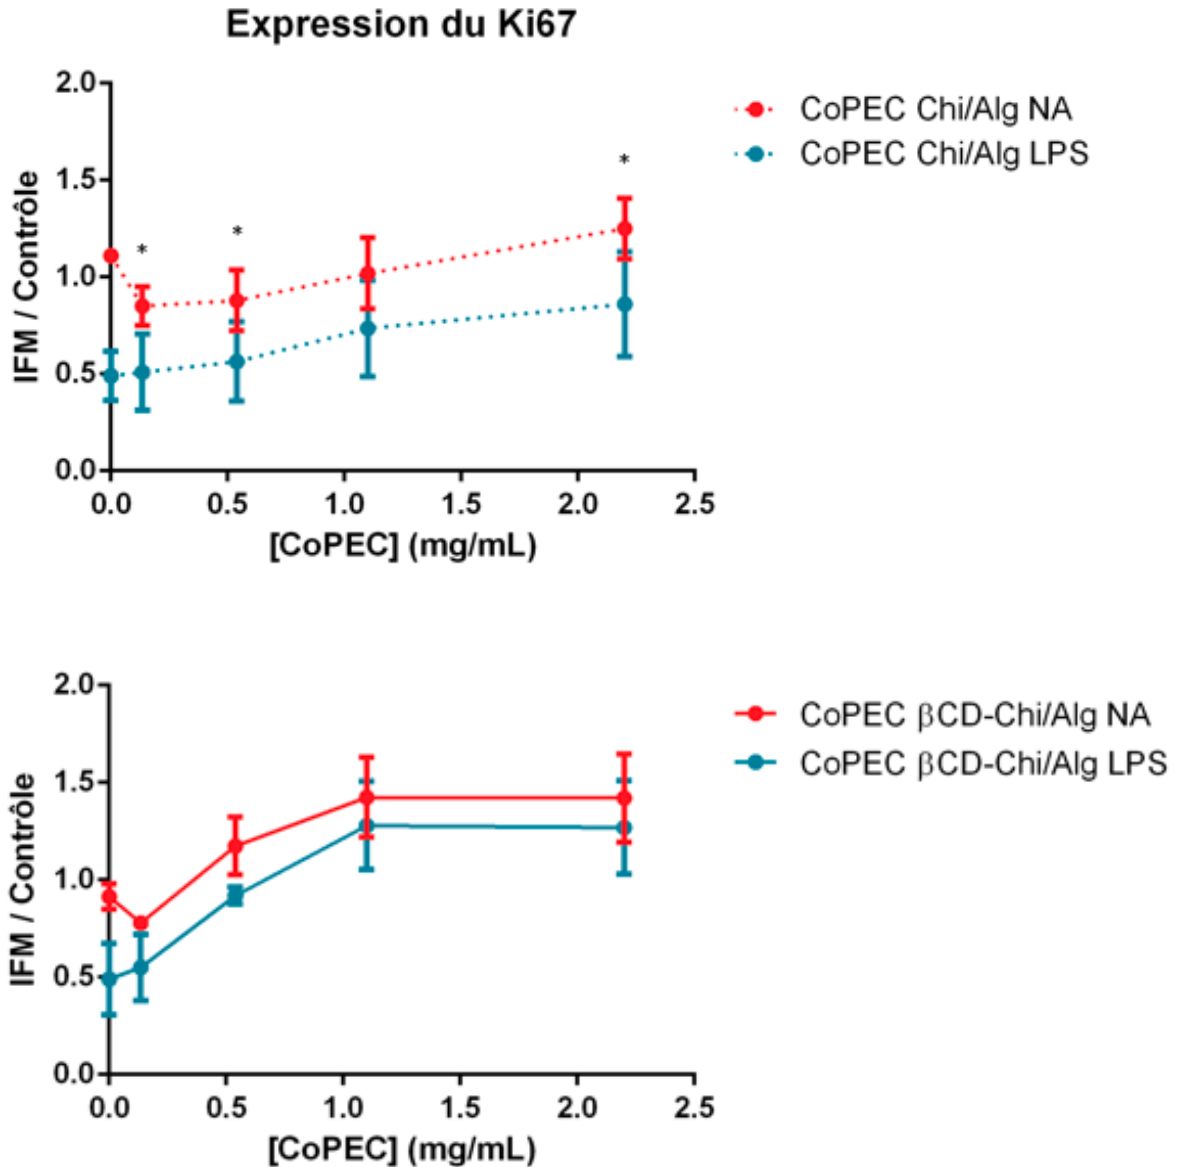 Expression du Ki67
2.0
1.5
1.0
0.5
0.0
IFM / Contrôle
* * *
0.0 0.5 1.0 1.5 2.0 2.5
[CoPEC] (mg/mL)
CoPEC Chi/Alg NA
CoPEC Chi/Alg LPS
2.0
1.5
1.0
0.5
0.0
IFM / Contrôle
0.0 0.5 1.0 1.5 2.0 2.5
[CoPEC] (mg/mL)
CoPEC βCD-Chi/Alg NA
CoPEC βCD-Chi/Alg LPS